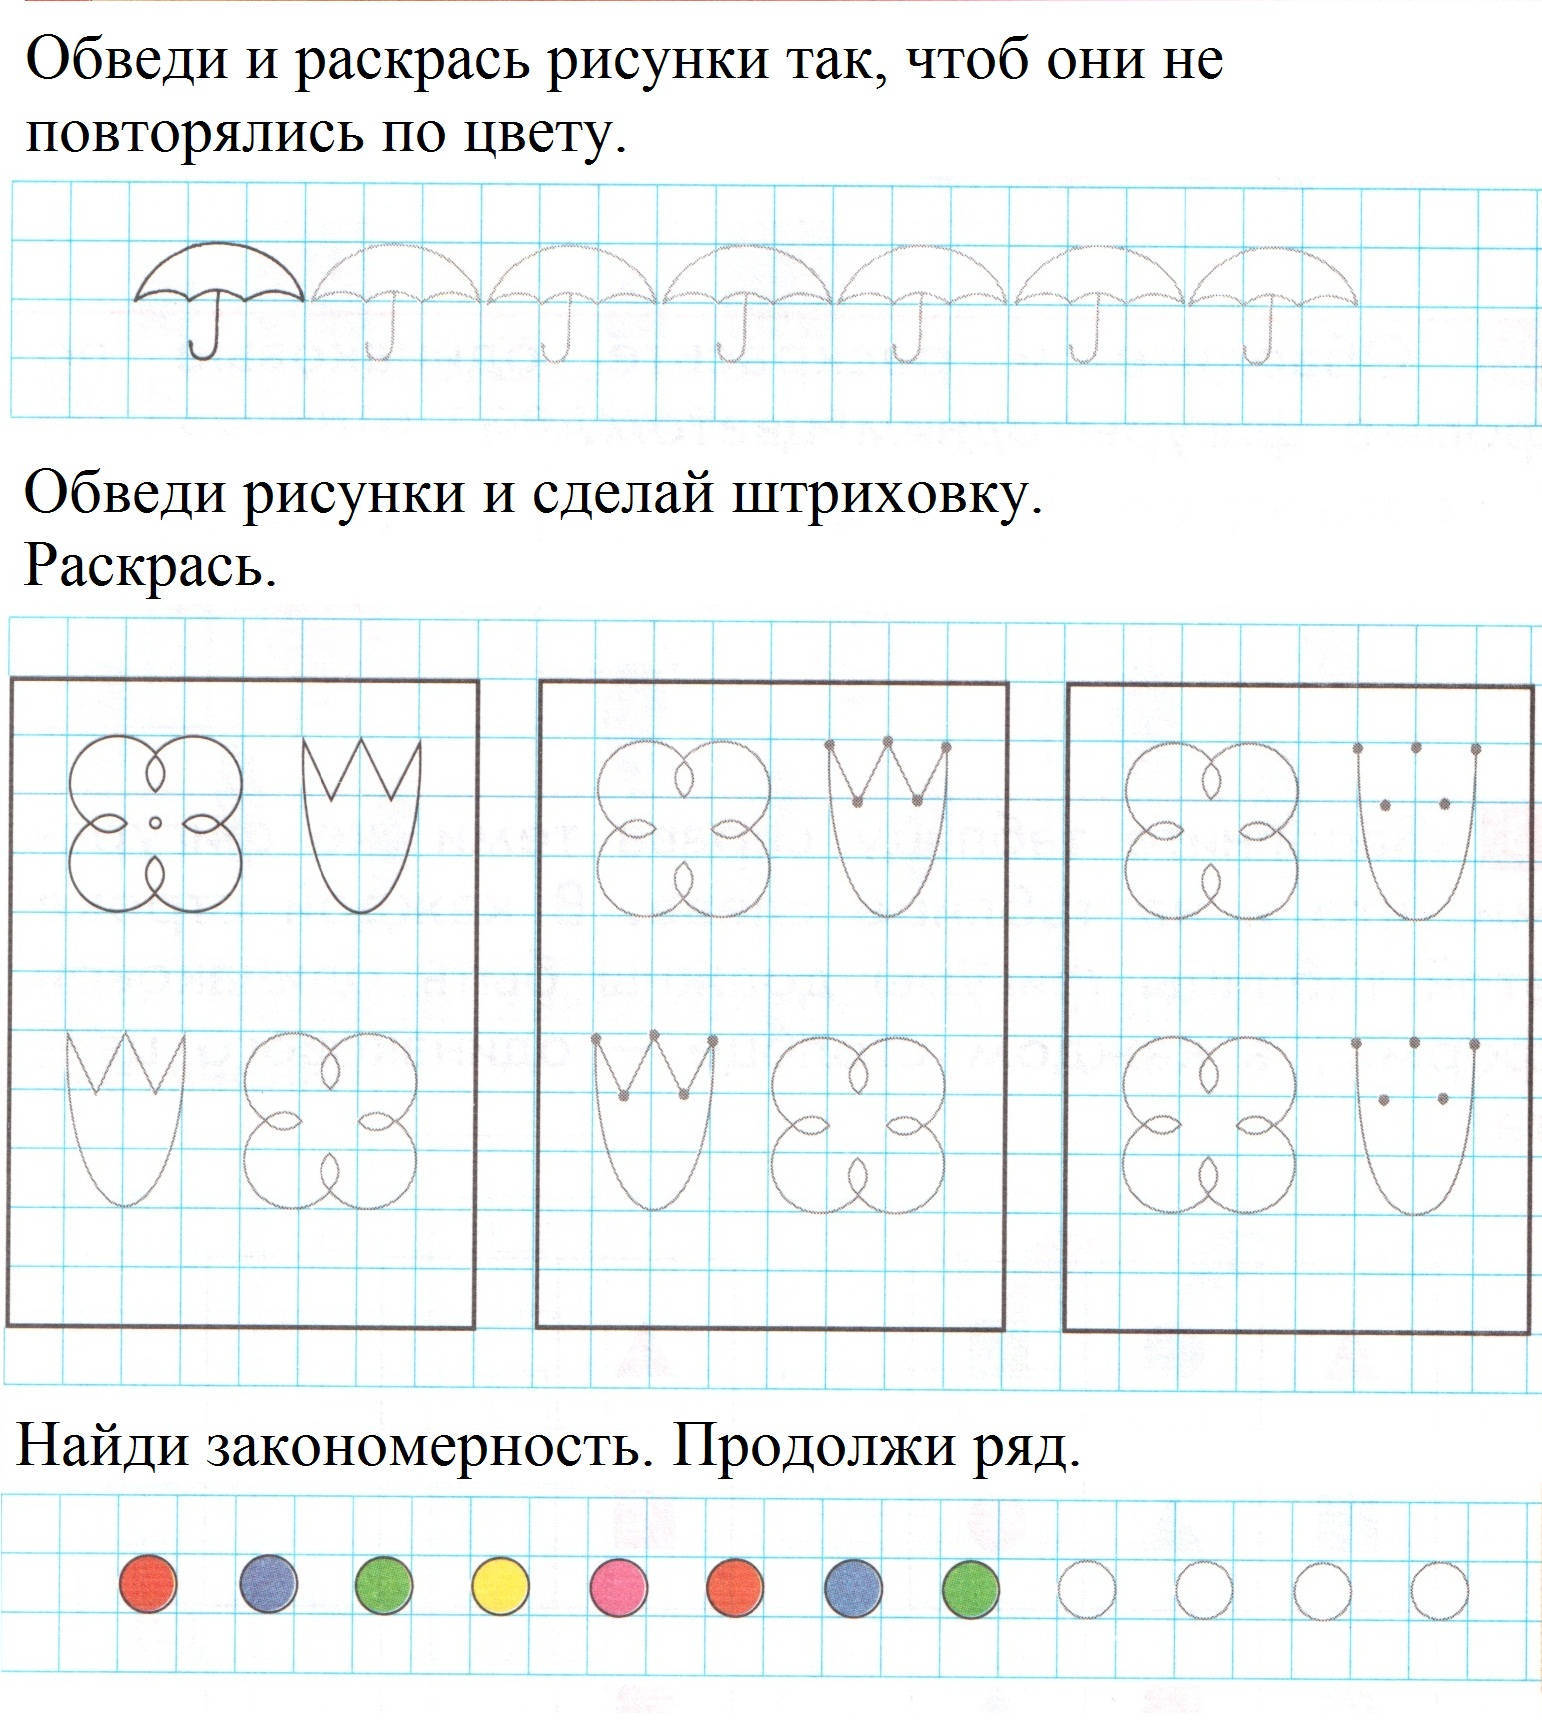 Обведи и раскрась рисунки так, чтоб они не
повторялись по цвету.
Обведи рисунки и сделай штриховку.
Раскрась.
Найди закономерность. Продолжи ряд.